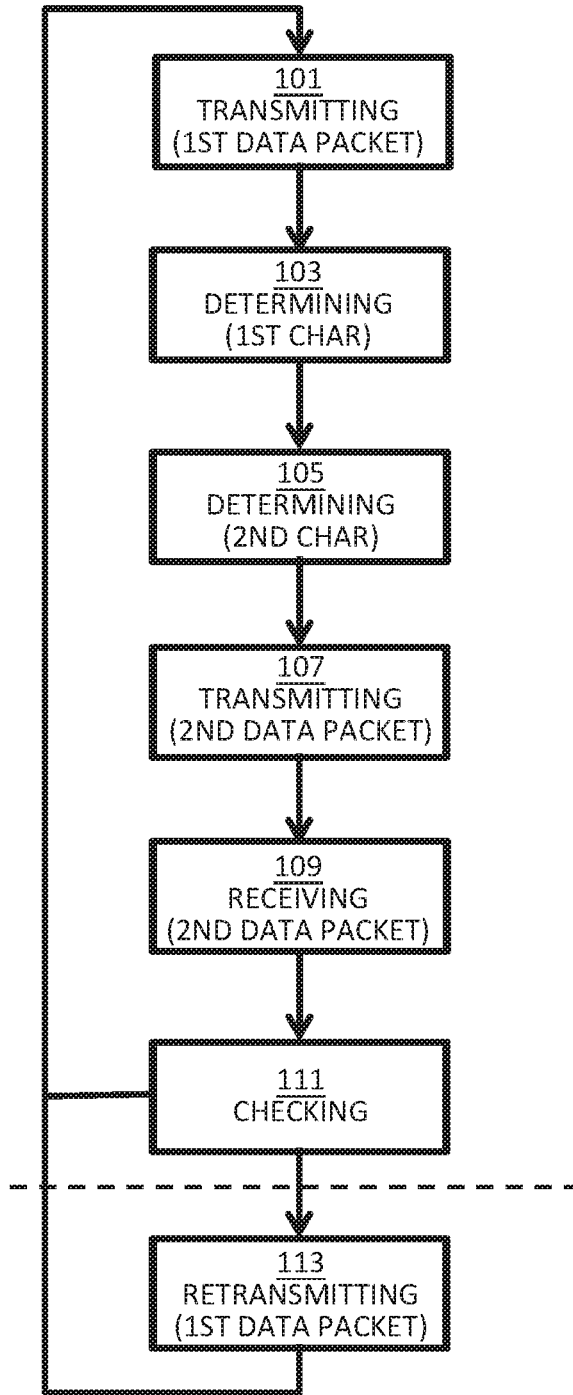 101
TRANSMITTING
(1ST DATA PACKET)
103
DETERMINING
(1ST CHAR)
105
DETERMINING
(2ND CHAR)
107
TRANSMITTING
(2ND DATA PACKET)
109
RECEIVING
(2ND DATA PACKET)
111
CHECKING
113
RETRANSMITTING
(1ST DATA PACKET)